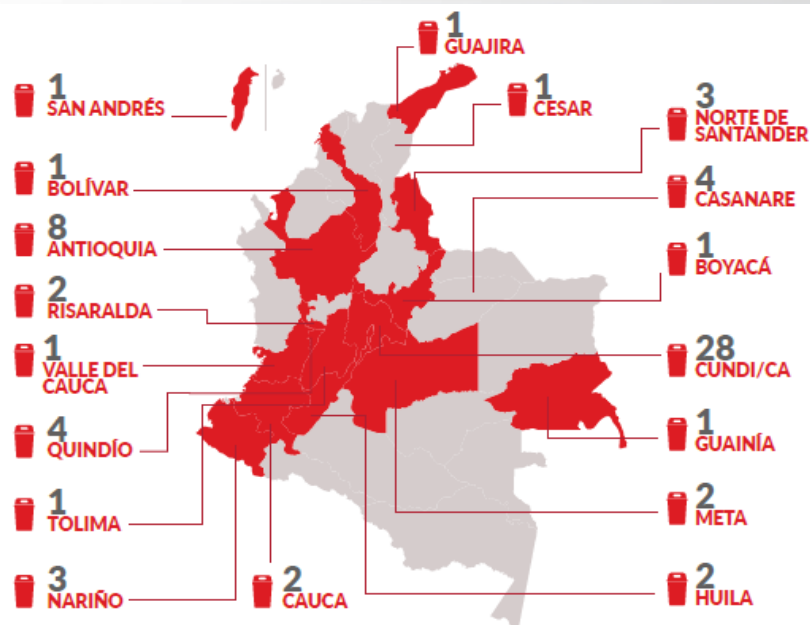 1
GUAJIRA
1
SAN ANDRÉS
1
CESAR
3
NORTE DE
SANTANDER
1
BOLÍVAR
4
CASANARE
8
ANTIOQUIA
1
BOYACÁ
2
RISARALDA
1
VALLE DEL
CAUCA
28
CUNDI/CA
4
QUINDÍO
1
GUAINÍA
1
TOLIMA
2
META
3
NARIÑO
2
CAUCA
2
HUILA